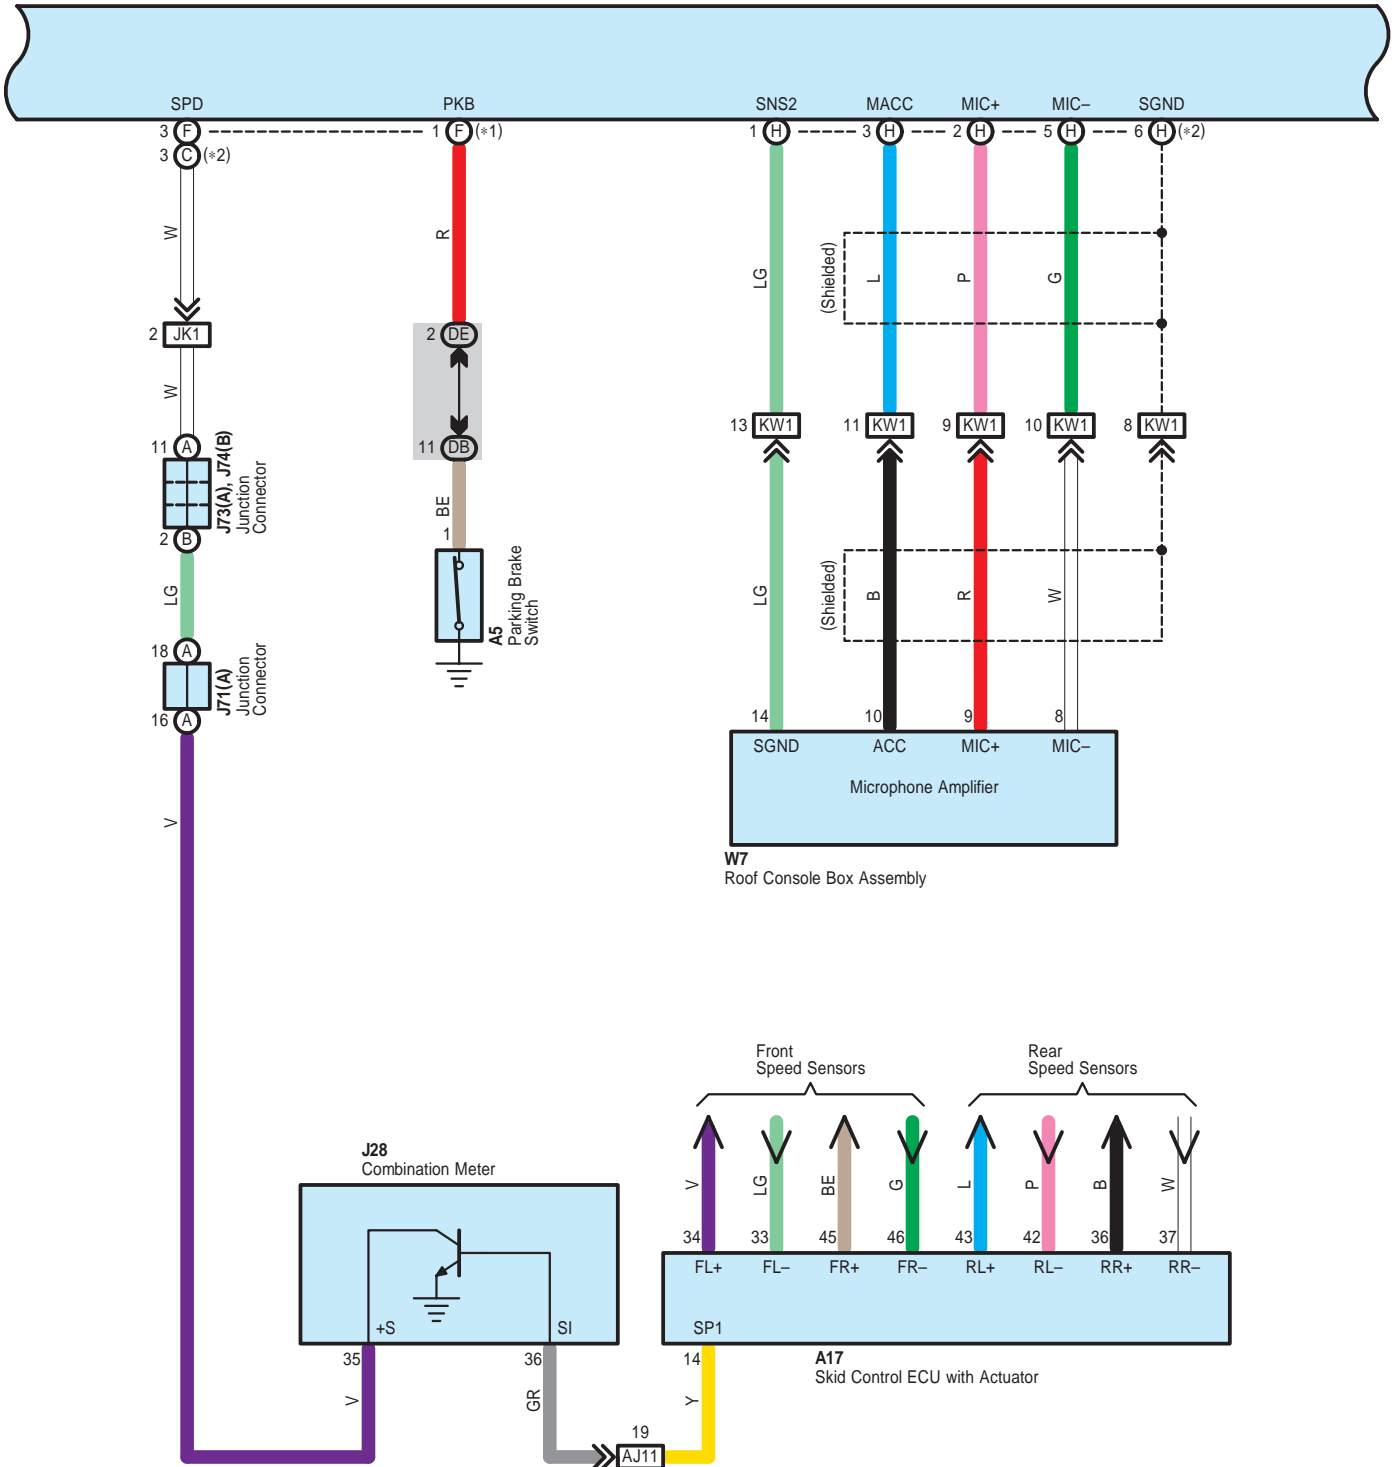 SPD PKB SNS2 MACC MIC+ MIC– SGND
3 F 1 F (*1) 1 H 3 H 2 H 5 H 6 H (*2)
3 C (*2)
W R LG L P G
(Shielded)
2 JK1 2 DE
W
13 KW1 11 KW1 9 KW1 10 KW1 8 KW1
11 A 11 DB
J73(A), J74(B)
Junction
Connector
2 B
BE
1
A5
Parking Brake
Switch
LG
LG B R W
(Shielded)
18 A
J71(A)
Junction
Connector
16 A
14 10 9 8
SGND ACC MIC+ MIC–
Microphone Amplifier
W7
Roof Console Box Assembly
V
Front
Speed Sensors
Rear
Speed Sensors
J28
Combination Meter
V LG BE G L P B W
34 33 45 46 43 42 36 37
FL+ FL– FR+ FR– RL+ RL– RR+ RR–
+S SI SP1
35 36 14
A17
Skid Control ECU with Actuator
V GR Y
19
AJ11